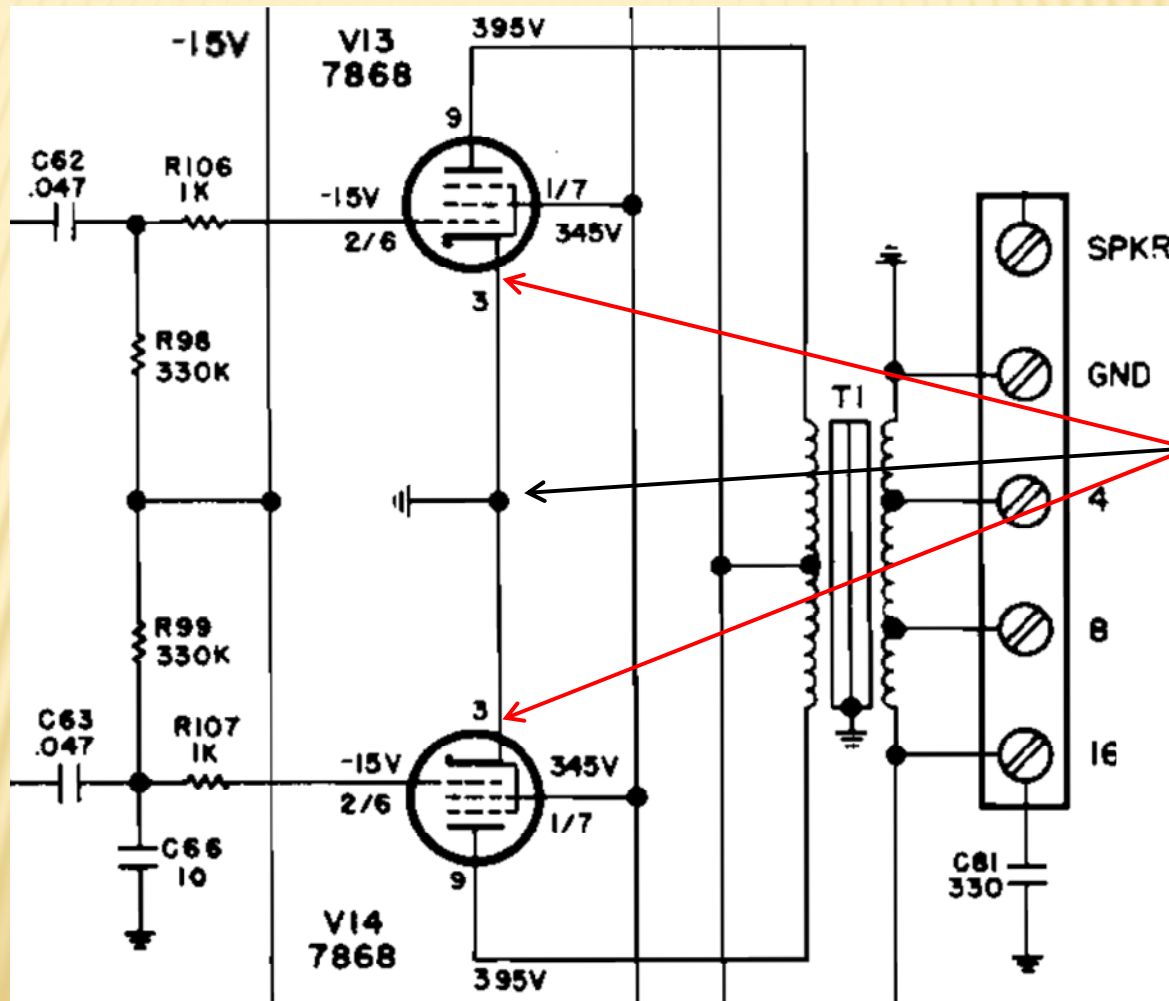 -15V
V13
7868
395V
9
C62
.047
R106
1K
-15V
2/6
1/7
345V
3
SPKR
R98
330K
GND
T1
4
R99
330K
8
C63
.047
R107
1K
3
-15V
2/6
345V
1/7
16
C66
10
9
C81
330
V14
7868
395V